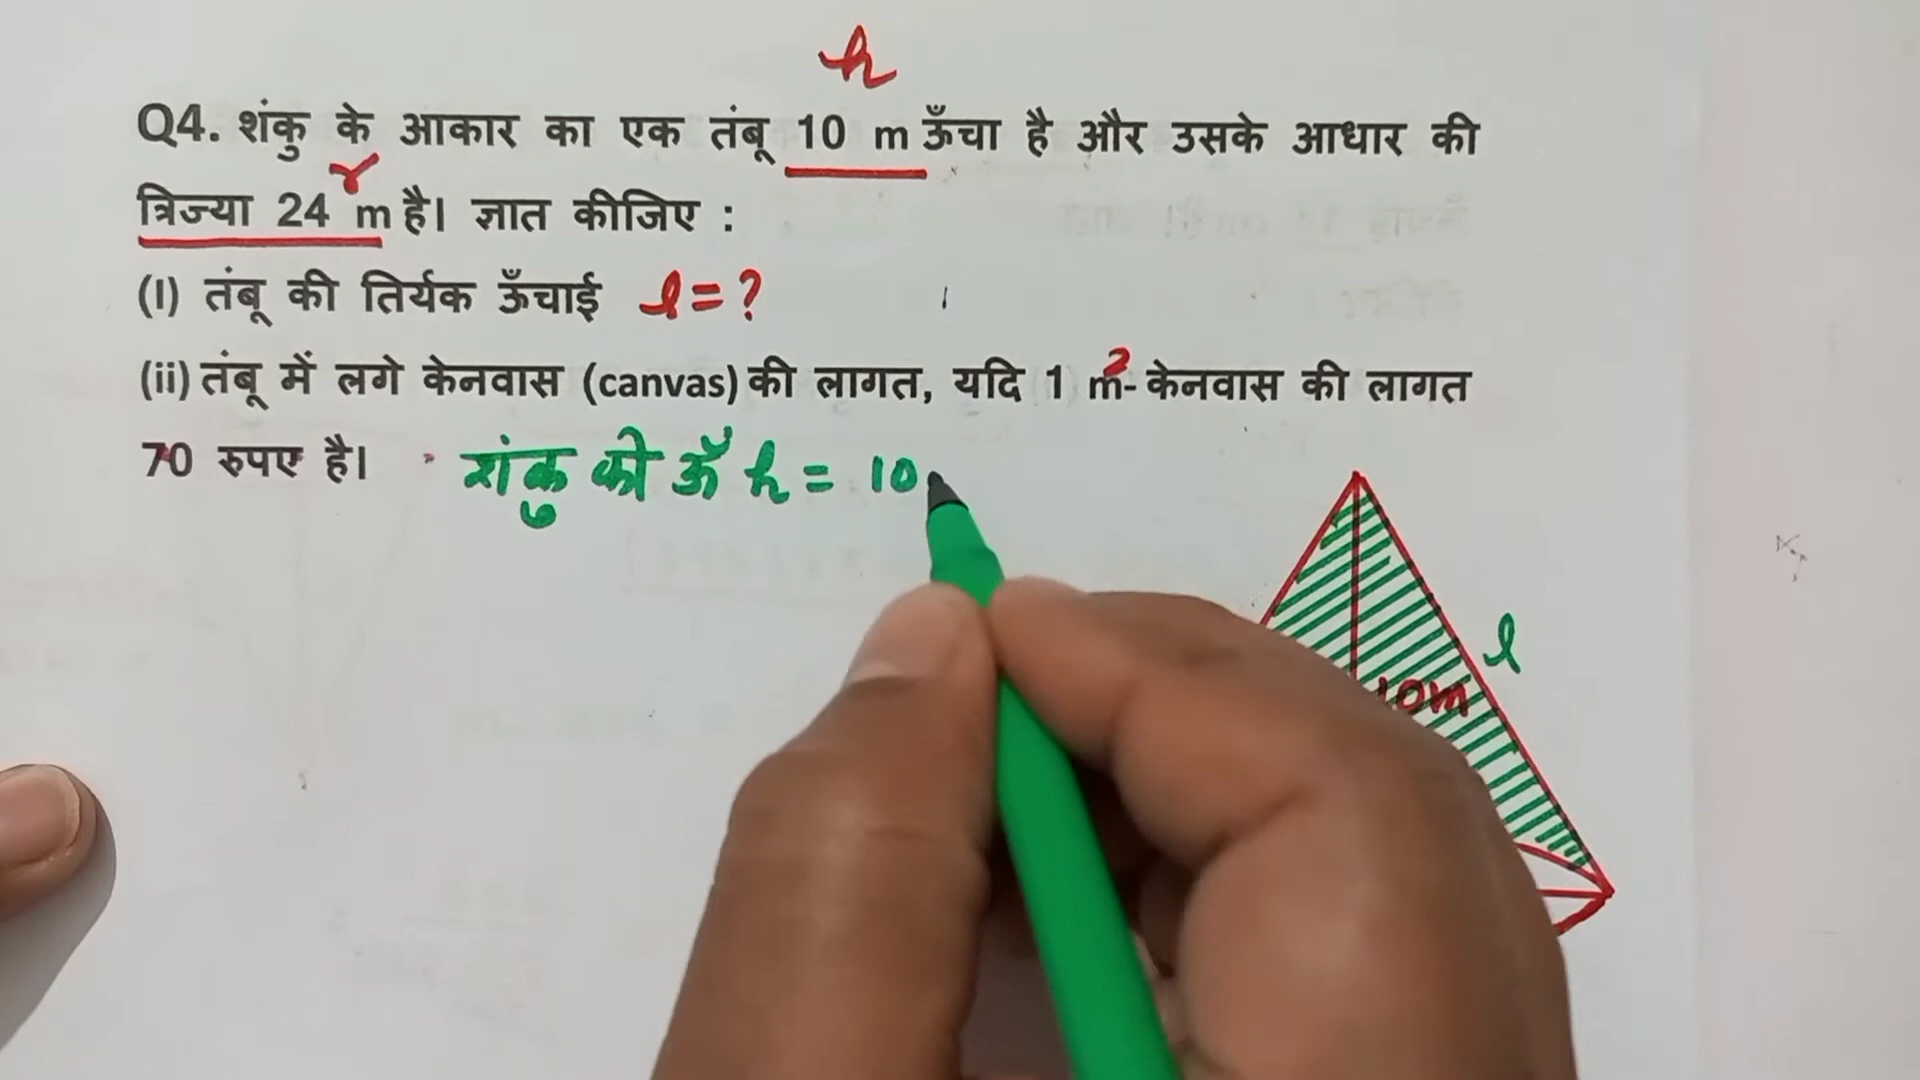 h
Q4. शंकु के आकार का एक तंबू 10 m ऊँचा है और उसके आधार की
r
त्रिज्या 24 m है। ज्ञात कीजिए :
(I) तंबू की तिर्यक ऊँचाई l = ?
(ii) तंबू में लगे केनवास (canvas) की लागत, यदि 1 m² केनवास की लागत
70 रुपए है।
शंकु की ऊँ h = 10
l
10m